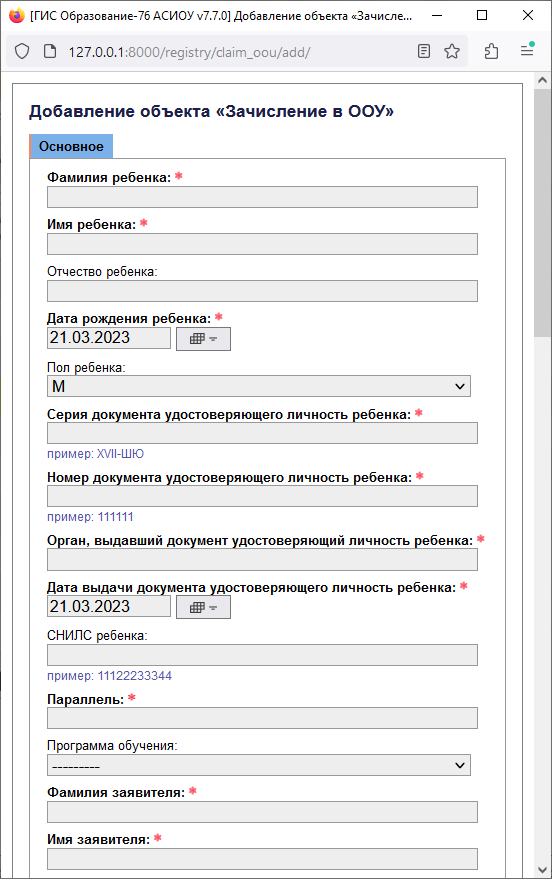 [ГИС Образование-76 АСИОУ v7.7.0] Добавление объекта «Зачисле...
127.0.0.1:8000/registry/claim_oou/add/
Добавление объекта «Зачисление в ООУ»
Основное
Фамилия ребенка: *
Имя ребенка: *
Отчество ребенка:
Дата рождения ребенка: *
21.03.2023
Пол ребенка:
М
Серия документа удостоверяющего личность ребенка: *
пример: XVII-ШЮ
Номер документа удостоверяющего личность ребенка: *
пример: 111111
Орган, выдавший документ удостоверяющий личность ребенка: *
Дата выдачи документа удостоверяющего личность ребенка: *
21.03.2023
СНИЛС ребенка:
пример: 11122233344
Параллель: *
Программа обучения:
---------
Фамилия заявителя: *
Имя заявителя: *